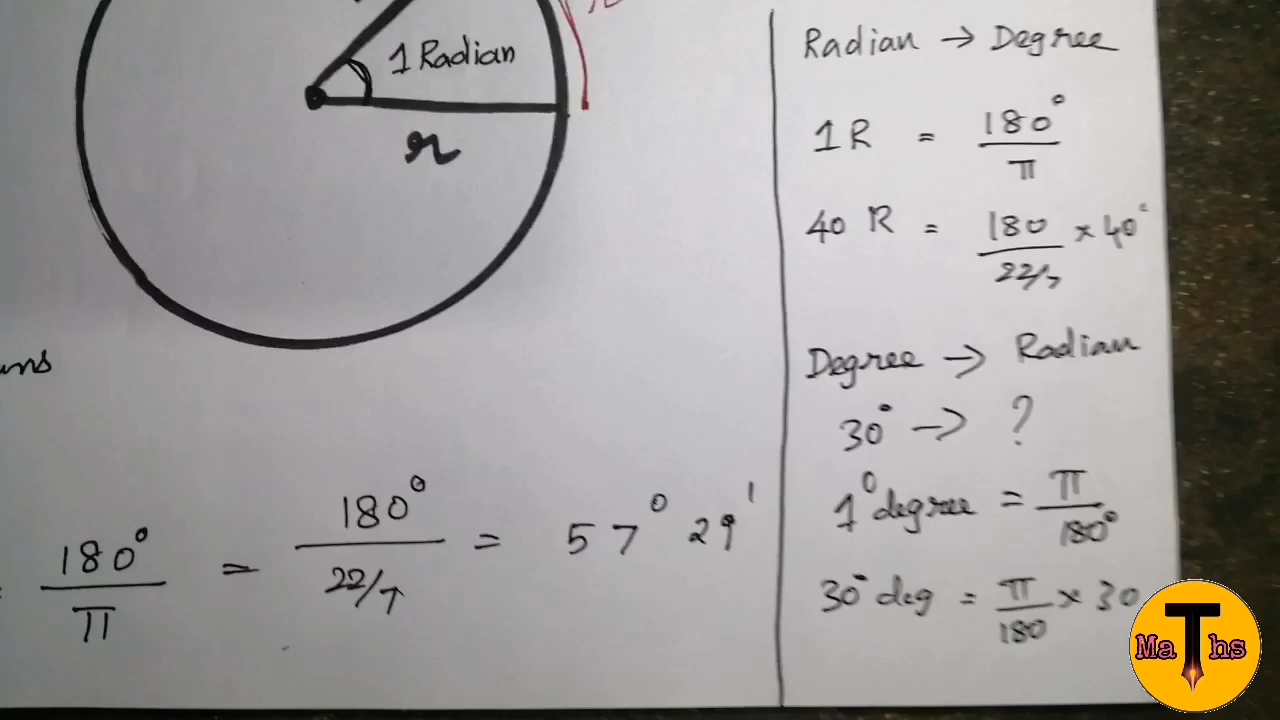 1 Radian
r
180° / π = 180° / 22/7 = 57° 29'
Radian → Degree
1 R = 180° / π
40 R = 180 / 22/7 × 40°
Degree → Radian
30° → ?
1° degree = π / 180°
30° deg = π / 180 × 30
Maths